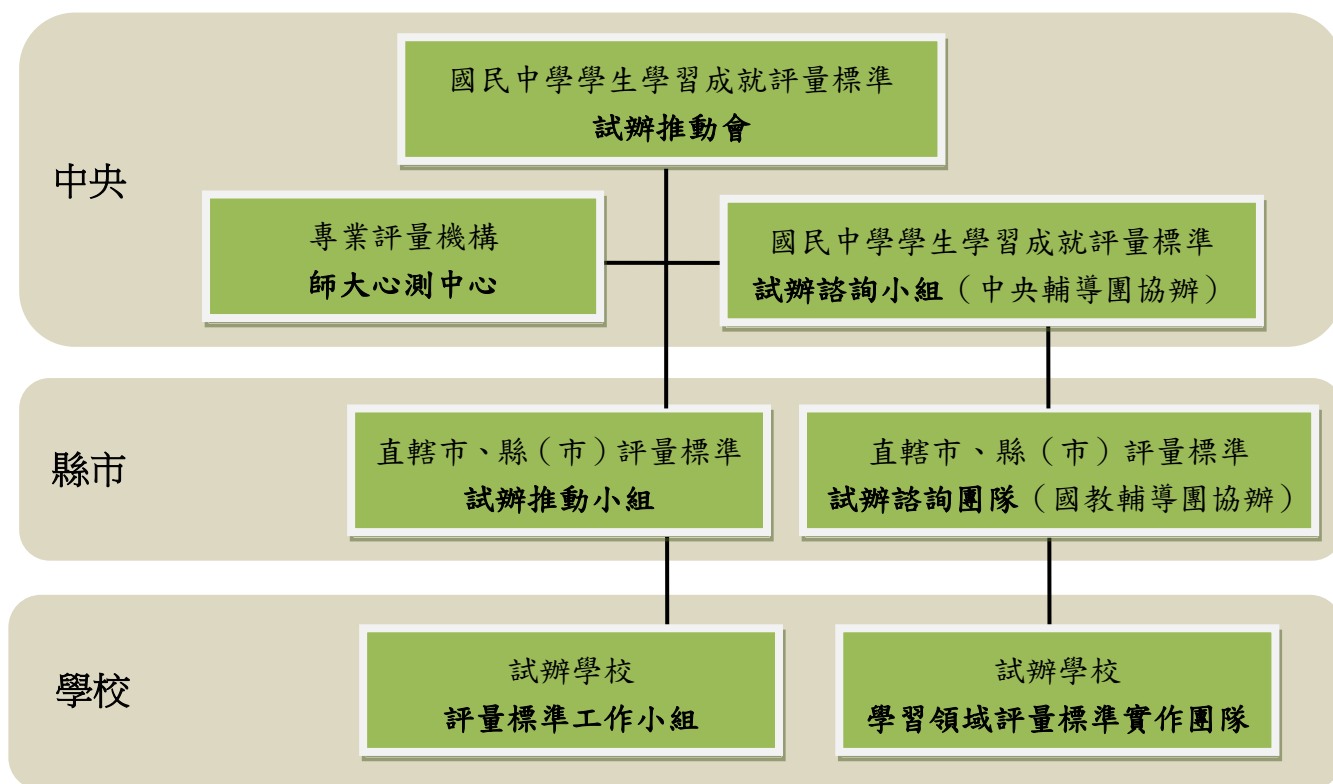 中央
國民中學學生學習成就評量標準
試辦推動會
專業評量機構
師大心測中心
國民中學學生學習成就評量標準
試辦諮詢小組（中央輔導團協辦）
縣市
直轄市、縣（市）評量標準
試辦推動小組
直轄市、縣（市）評量標準
試辦諮詢團隊（國教輔導團協辦）
學校
試辦學校
評量標準工作小組
試辦學校
學習領域評量標準實作團隊